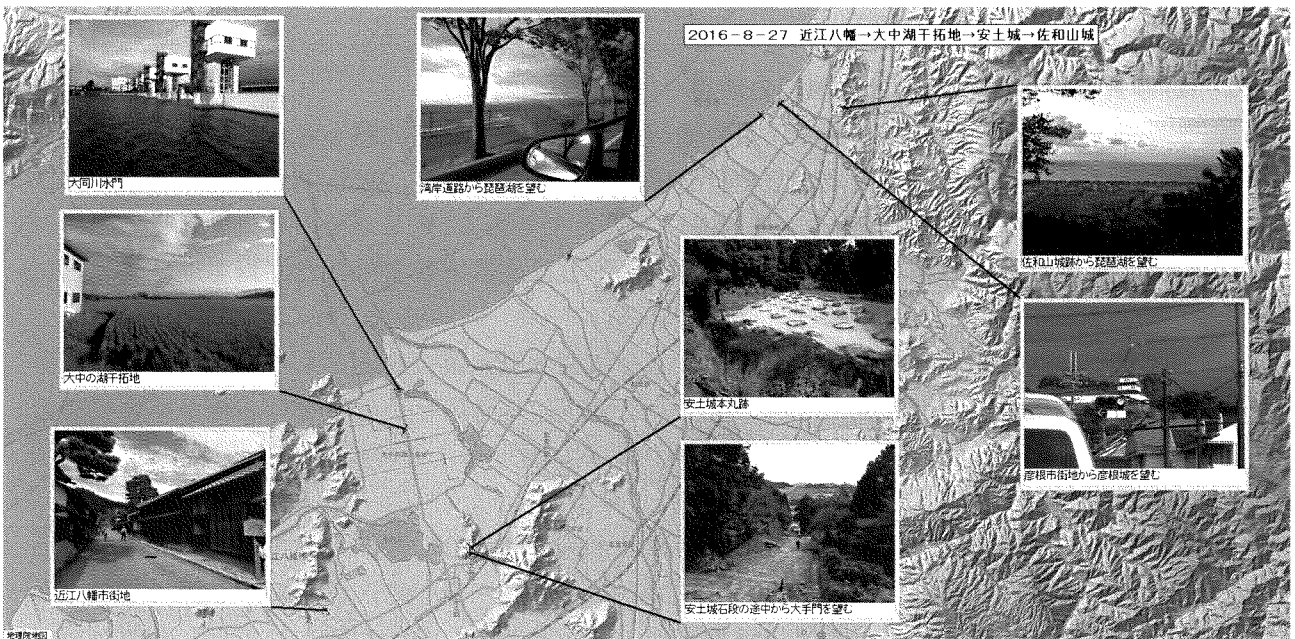 2016-8-27 近江八幡→大中湖干拓地→安土城→佐和山城
大同川水門
湾岸道路から琵琶湖を望む
佐和山城跡から琵琶湖を望む
大中の湖干拓地
安土城本丸跡
彦根市街地から彦根城を望む
近江八幡市街地
安土城石段の途中から大手門を望む
地理院地図